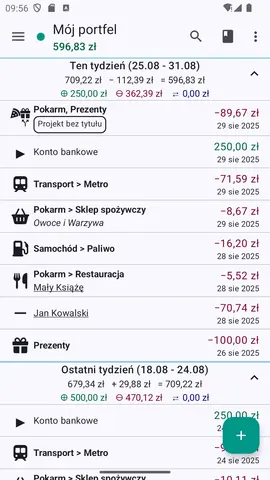 09:56
Mój portfel
596,83 zł
Ten tydzień (25.08 - 31.08)
709,22 zł − 112,39 zł = 596,83 zł
250,00 zł 362,39 zł 0,00 zł
Pokarm, Prezenty −89,67 zł
Projekt bez tytułu 29 sie 2025
Konto bankowe 250,00 zł
29 sie 2025
Transport > Metro −71,59 zł
29 sie 2025
Pokarm > Sklep spożywczy −8,67 zł
Owoce i Warzywa 29 sie 2025
Samochód > Paliwo −16,20 zł
28 sie 2025
Pokarm > Restauracja −5,52 zł
Mały Książę 28 sie 2025
Jan Kowalski −70,74 zł
28 sie 2025
Prezenty −100,00 zł
26 sie 2025
Ostatni tydzień (18.08 - 24.08)
679,34 zł + 29,88 zł = 709,22 zł
500,00 zł 470,12 zł 0,00 zł
Konto bankowe 250,00 zł
Transport > Metro
Pokarm > Sklep spożywczy −10,11 zł